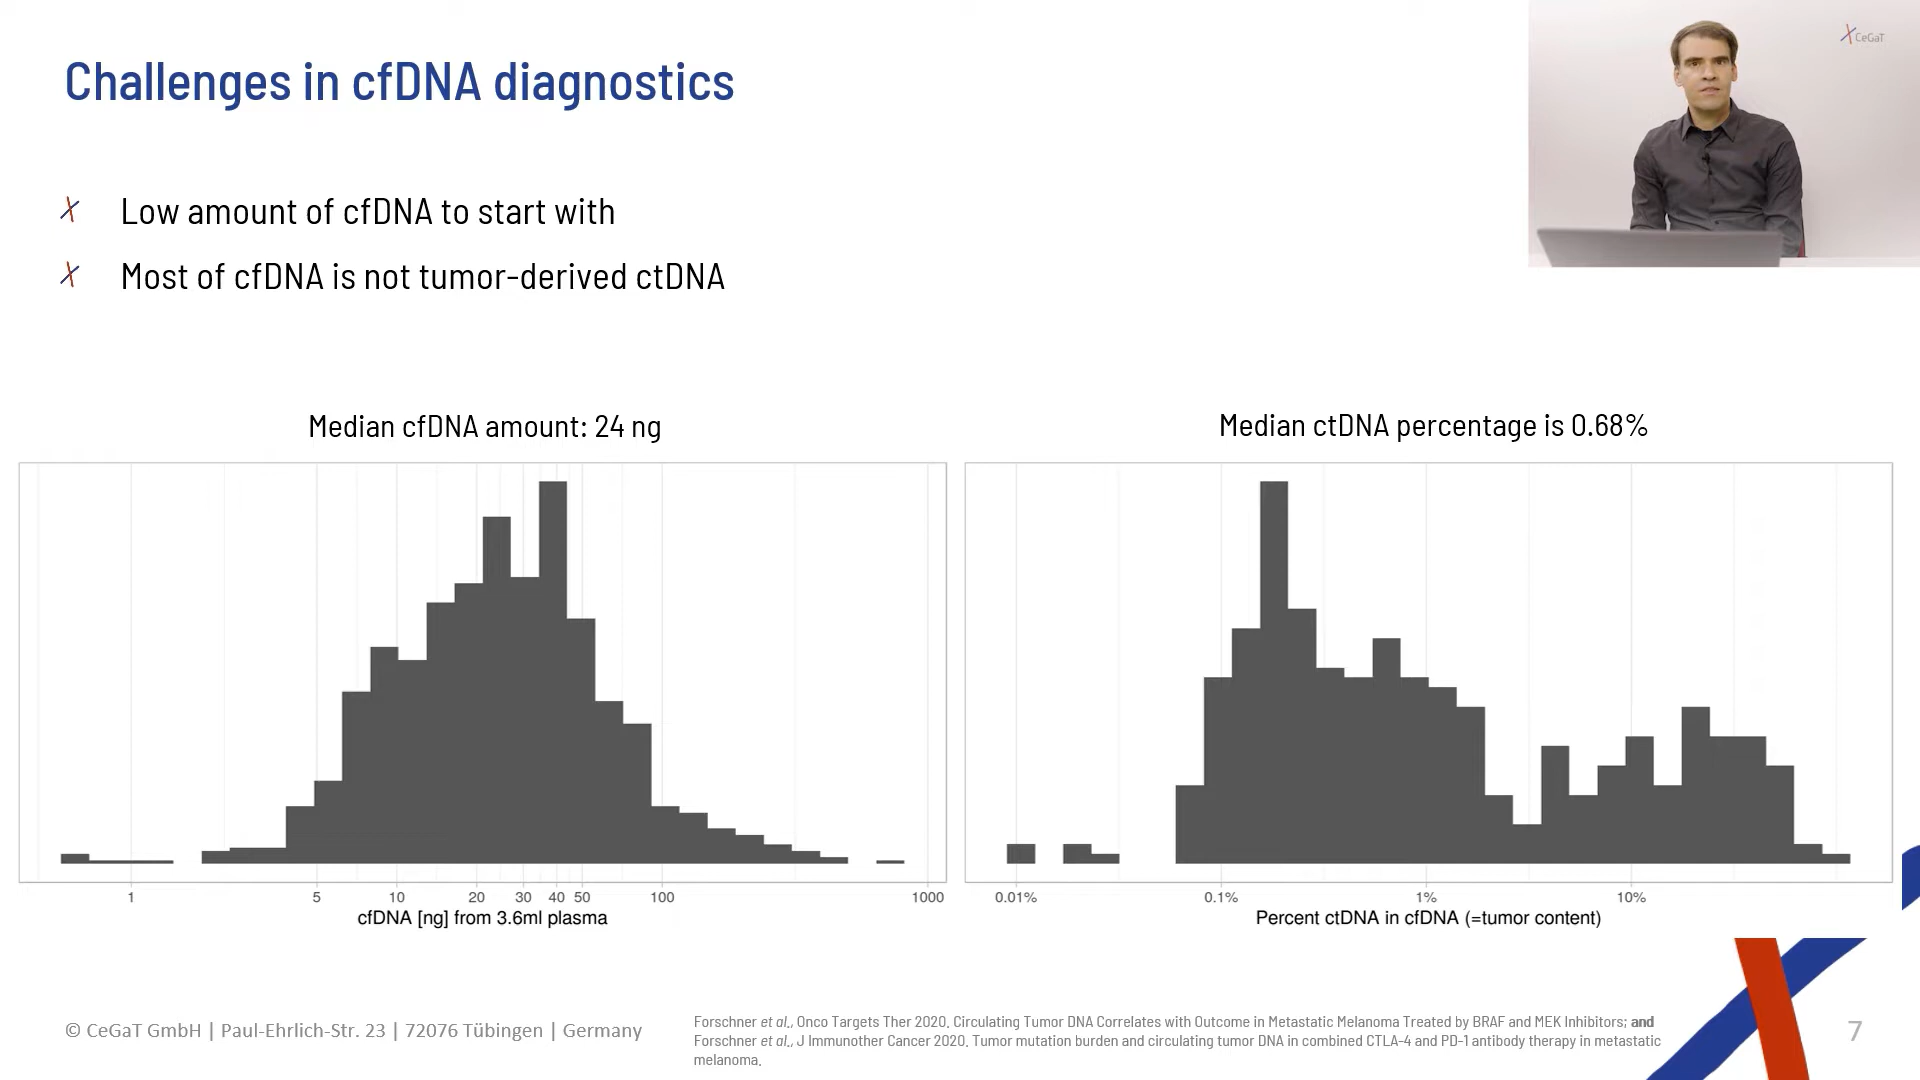 Challenges in cfDNA diagnostics
CeGaT
Low amount of cfDNA to start with
Most of cfDNA is not tumor-derived ctDNA
Median cfDNA amount: 24 ng
1 5 10 20 30 40 50 100 1000
cfDNA [ng] from 3.6ml plasma
Median ctDNA percentage is 0.68%
0.01% 0.1% 1% 10%
Percent ctDNA in cfDNA (=tumor content)
© CeGaT GmbH | Paul-Ehrlich-Str. 23 | 72076 Tübingen | Germany
Forschner et al., Onco Targets Ther 2020. Circulating Tumor DNA Correlates with Outcome in Metastatic Melanoma Treated by BRAF and MEK Inhibitors; and
Forschner et al., J Immunother Cancer 2020. Tumor mutation burden and circulating tumor DNA in combined CTLA-4 and PD-1 antibody therapy in metastatic
melanoma.
7